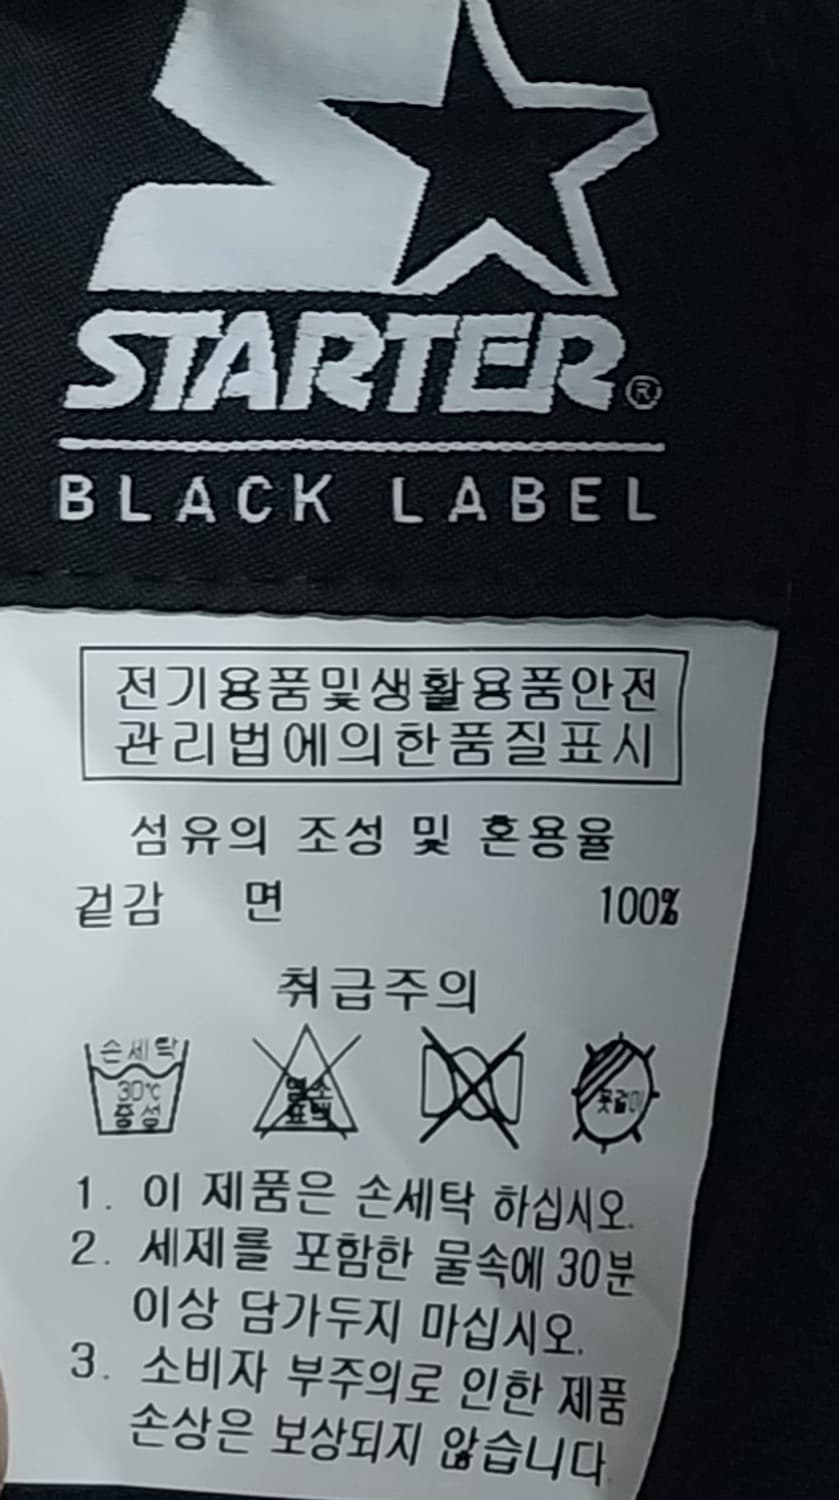 STARTER®
BLACK LABEL
전기용품및생활용품안전
관리법에의한품질표시
섬유의 조성 및 혼용율
겉감 면 100%
취급주의
손세탁
30℃
중성
염소
표백
옷걸이
1. 이 제품은 손세탁 하십시오.
2. 세제를 포함한 물속에 30분
이상 담가두지 마십시오.
3. 소비자 부주의로 인한 제품
손상은 보상되지 않습니다.